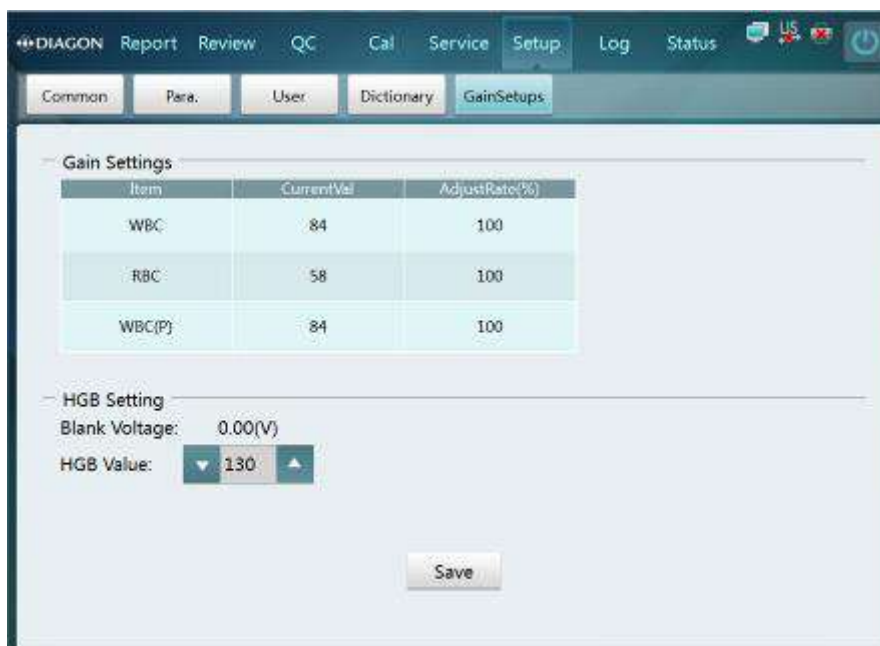 DIAGON Report Review QC Cal Service Setup Log Status US
Common Para. User Dictionary GainSetups
Gain Settings
Item CurrentVal AdjustRate(%)
WBC 84 100
RBC 58 100
WBC(P) 84 100
HGB Setting
Blank Voltage: 0.00(V)
HGB Value: 130
Save